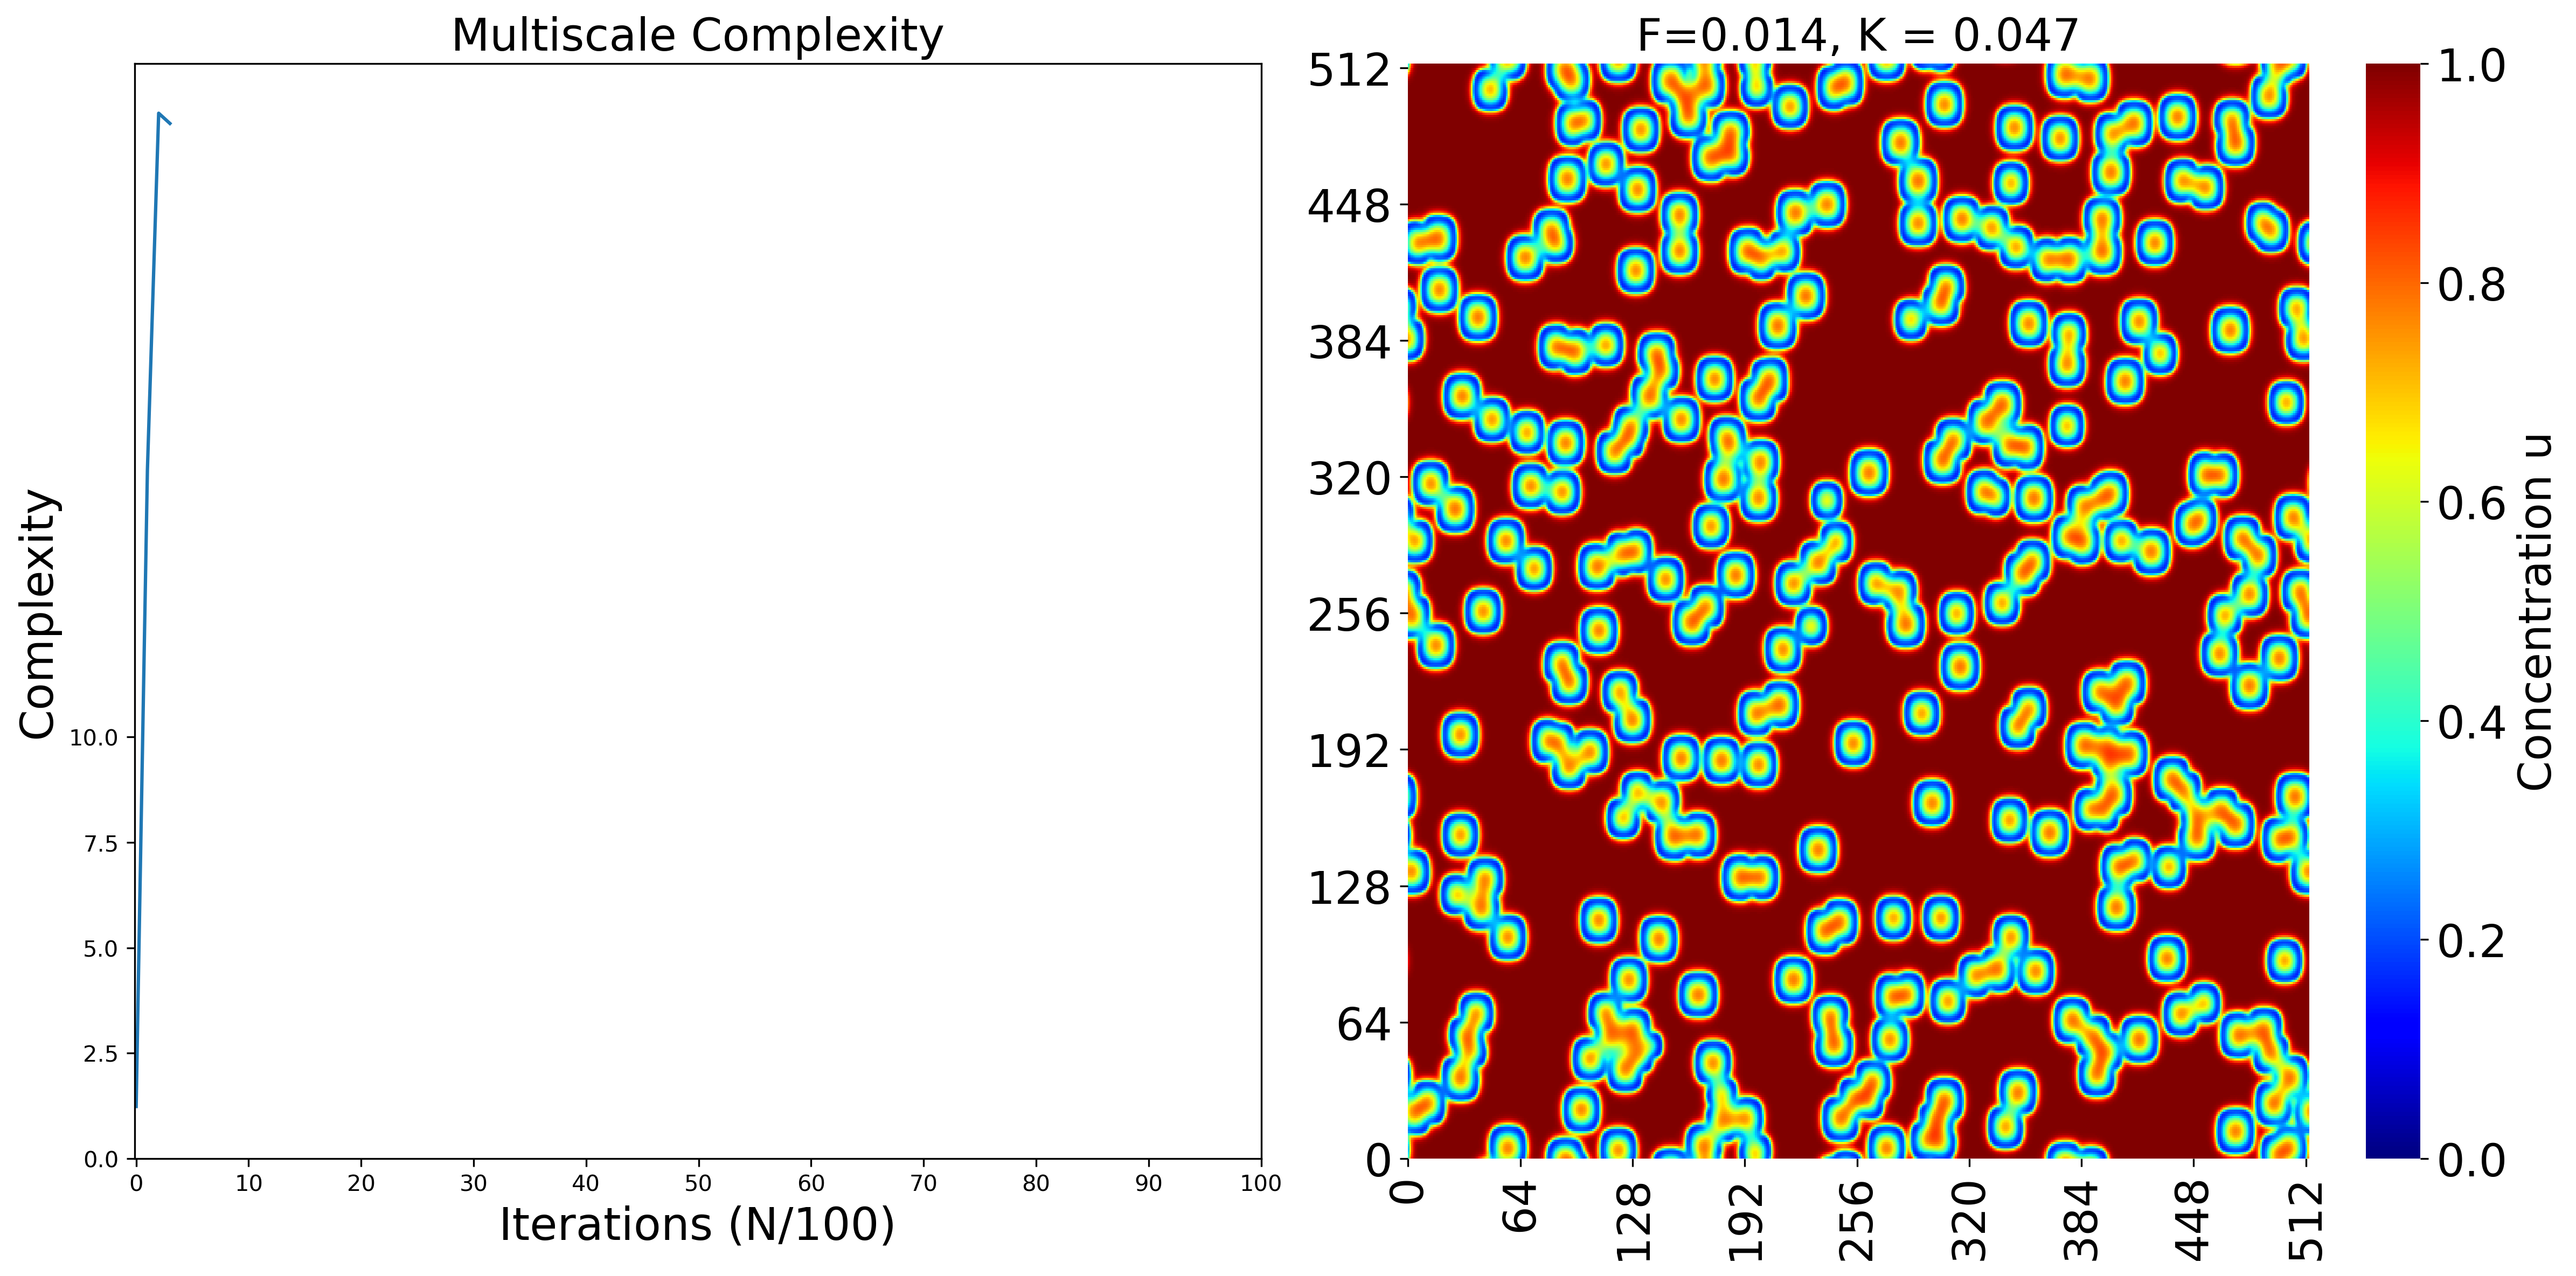 Multiscale Complexity
Complexity
10.0
7.5
5.0
2.5
0.0
0 10 20 30 40 50 60 70 80 90 100
Iterations (N/100)
F=0.014, K = 0.047
512
448
384
320
256
192
128
64
0
0 64 128 192 256 320 384 448 512
1.0
0.8
0.6
0.4
0.2
0.0
Concentration u